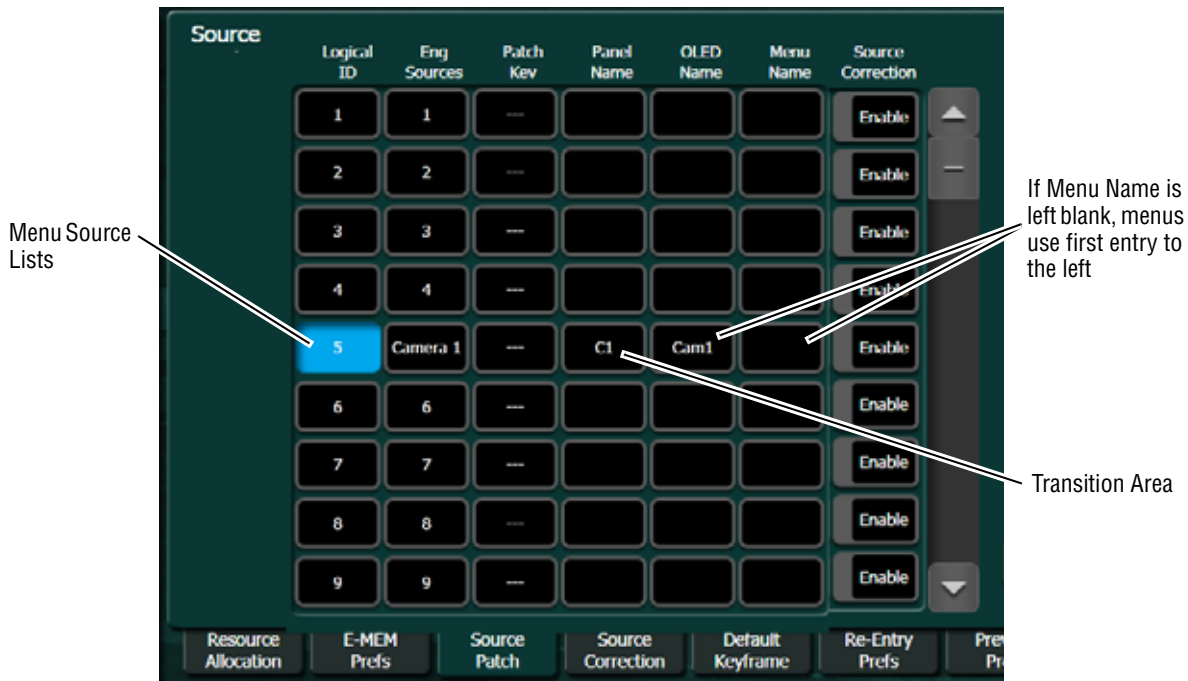 Source
Logical ID
Eng Sources
Patch Key
Panel Name
OLED Name
Menu Name
Source Correction
1 1 --- Enable
2 2 --- Enable
3 3 --- Enable
4 4 --- Enable
5 Camera 1 --- C1 Cam1 Enable
6 6 --- Enable
7 7 --- Enable
8 8 --- Enable
9 9 --- Enable
Menu Source
Lists
If Menu Name is
left blank, menus
use first entry to
the left
Transition Area
Resource Allocation
E-MEM Prefs
Source Patch
Source Correction
Default Keyframe
Re-Entry Prefs